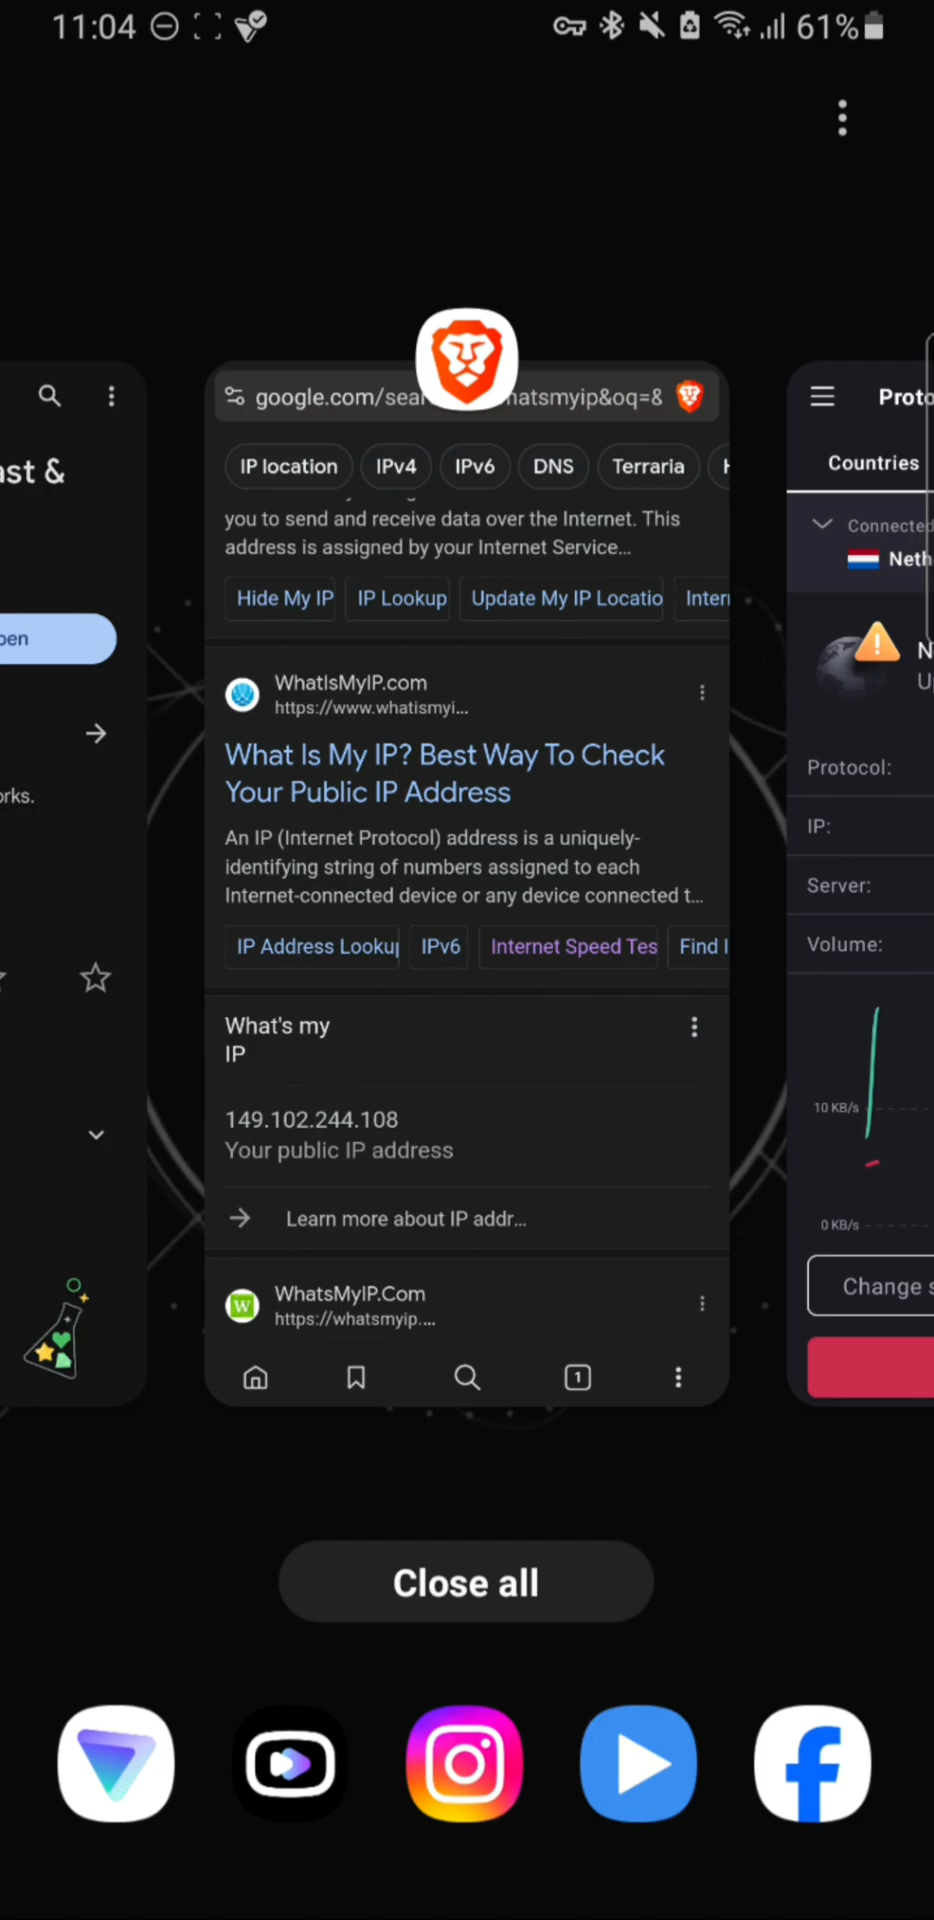 11:04
61%
ast &
pen
orks.
google.com/sear
hatsmyip&oq=&
IP location
IPv4
IPv6
DNS
Terraria
you to send and receive data over the Internet. This
address is assigned by your Internet Service...
Hide My IP
IP Lookup
Update My IP Locatio
Inter
WhatIsMyIP.com
https://www.whatismyi...
What Is My IP? Best Way To Check
Your Public IP Address
An IP (Internet Protocol) address is a uniquely-
identifying string of numbers assigned to each
Internet-connected device or any device connected t...
IP Address Looku
IPv6
Internet Speed Tes
Find I
What's my
IP
149.102.244.108
Your public IP address
Learn more about IP addr...
W
WhatsMyIP.Com
https://whatsmyip....
1
Proto
Countries
Connected
Neth
N
Up
Protocol:
IP:
Server:
Volume:
10 KB/s
0 KB/s
Change s
Close all